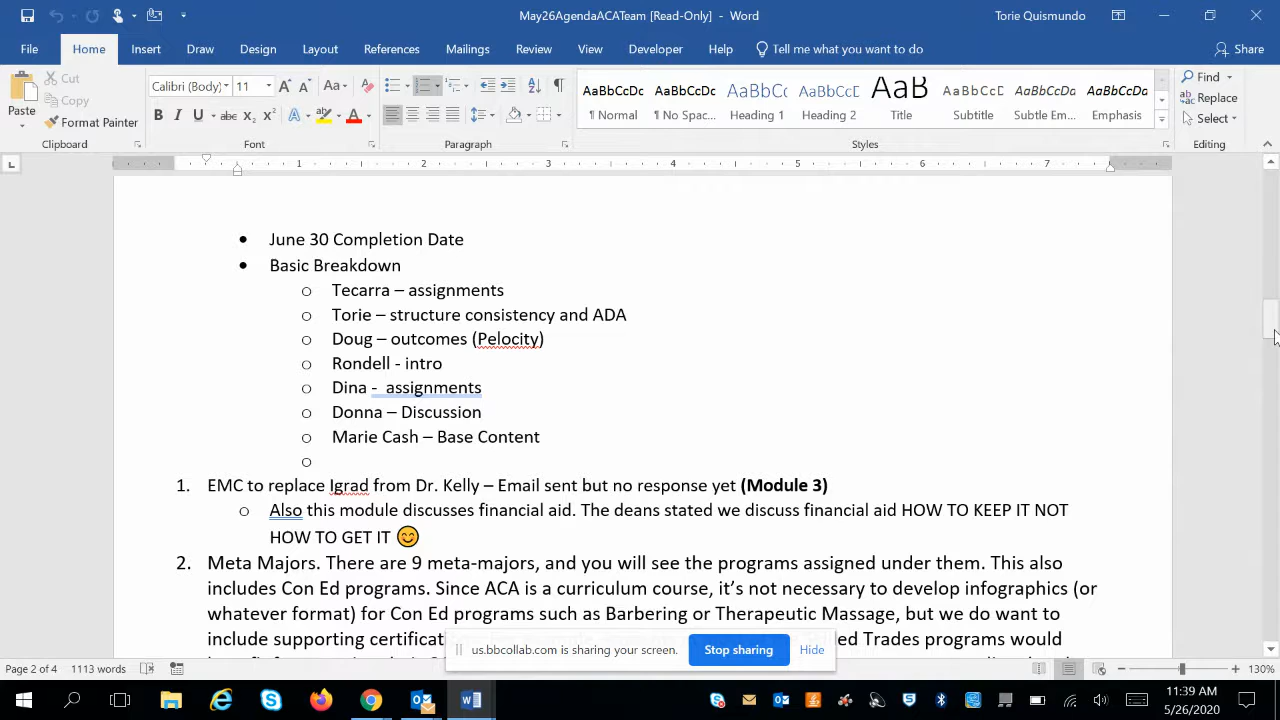 May26AgendaACATeam [Read-Only] - Word
Torie Quismundo
File Home Insert Draw Design Layout References Mailings Review View Developer Help Tell me what you want to do Share
Paste
Cut
Copy
Format Painter
Clipboard
Calibri (Body) 11
Font
Paragraph
AaBbCcDc AaBbCcDc AaBbCc AaBbCcD AaB AaBbCcD AaBbCcDc AaBbCcDc
¶ Normal ¶ No Spac... Heading 1 Heading 2 Title Subtitle Subtle Em... Emphasis
Styles
Find
Replace
Select
Editing
1 2 3 4 5 6 7
• June 30 Completion Date
• Basic Breakdown
o Tecarra – assignments
o Torie – structure consistency and ADA
o Doug – outcomes (Pelocity)
o Rondell - intro
o Dina - assignments
o Donna – Discussion
o Marie Cash – Base Content
o
1. EMC to replace Igrad from Dr. Kelly – Email sent but no response yet (Module 3)
o Also this module discusses financial aid. The deans stated we discuss financial aid HOW TO KEEP IT NOT
HOW TO GET IT 😊
2. Meta Majors. There are 9 meta-majors, and you will see the programs assigned under them. This also
includes Con Ed programs. Since ACA is a curriculum course, it's not necessary to develop infographics (or
whatever format) for Con Ed programs such as Barbering or Therapeutic Massage, but we do want to
include supporting Trades programs would
us.bbcollab.com is sharing your screen. Stop sharing Hide
Page 2 of 4 1113 words 130%
11:39 AM
5/26/2020